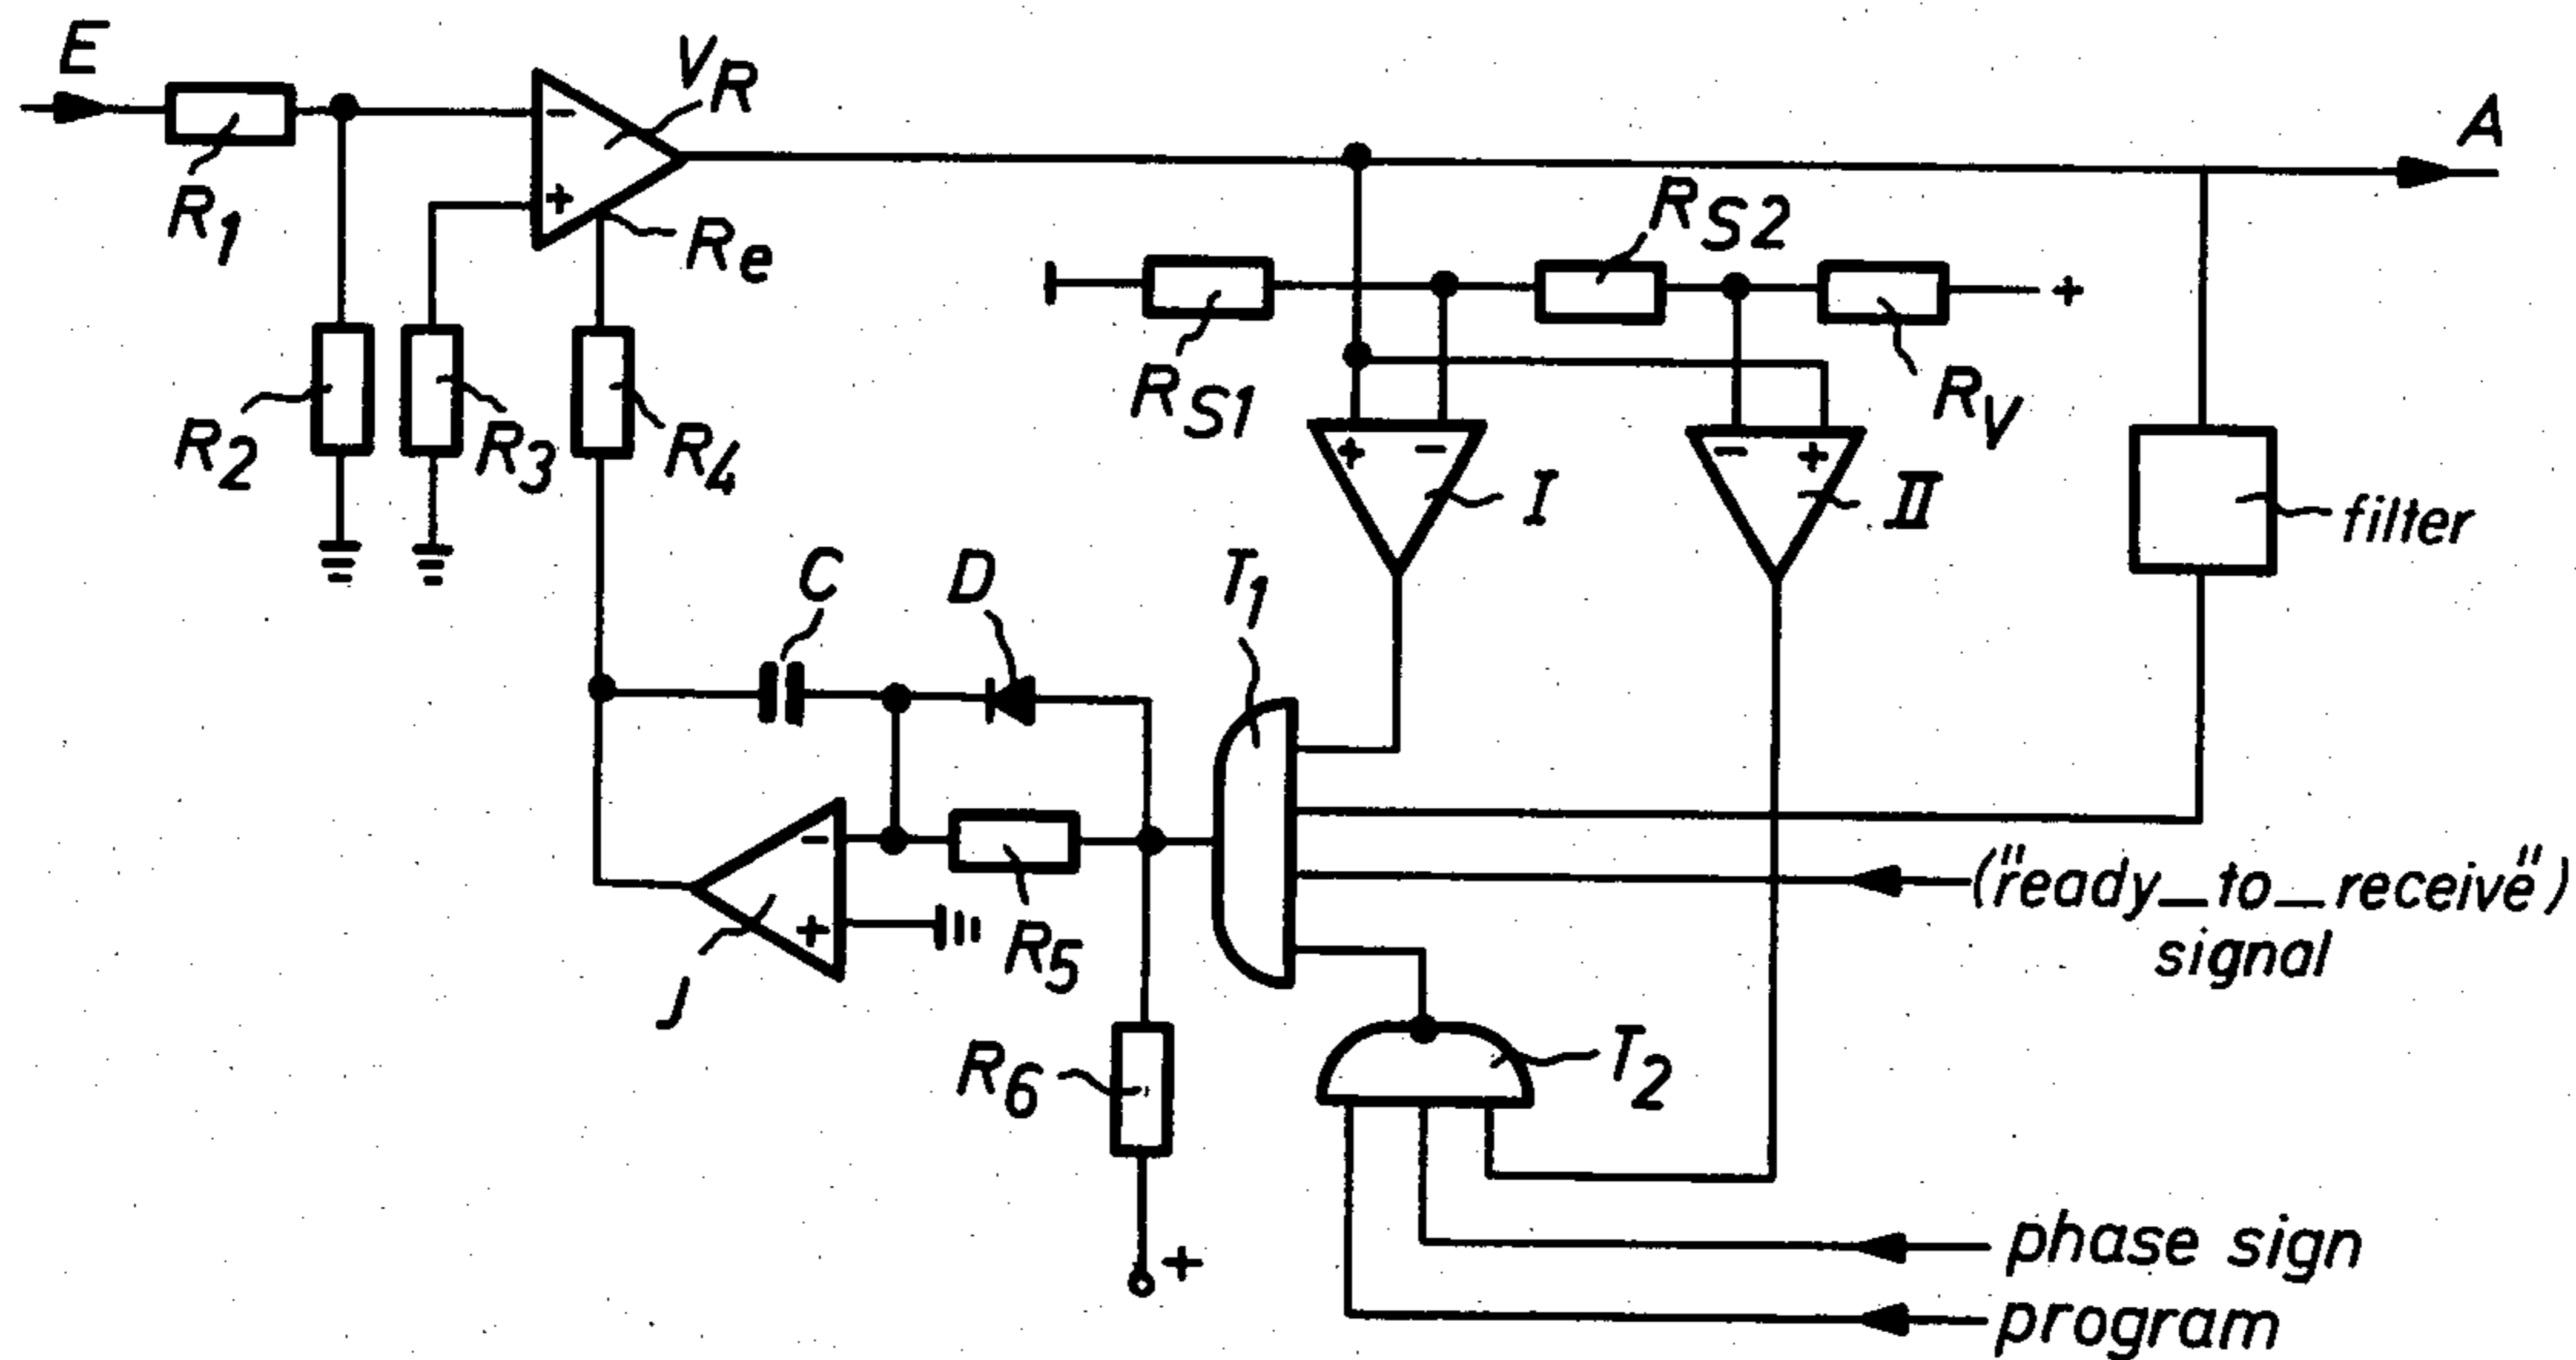 E
V_R
A
R_1
R_e
R_S2
-
+
+
R_S1
R_V
R_2
R_3
R_4
+ -
- +
I
II
filter
C
D
T_1
-
+
R_5
J
("ready_to_receive")
signal
R_6
T_2
+
phase sign
program